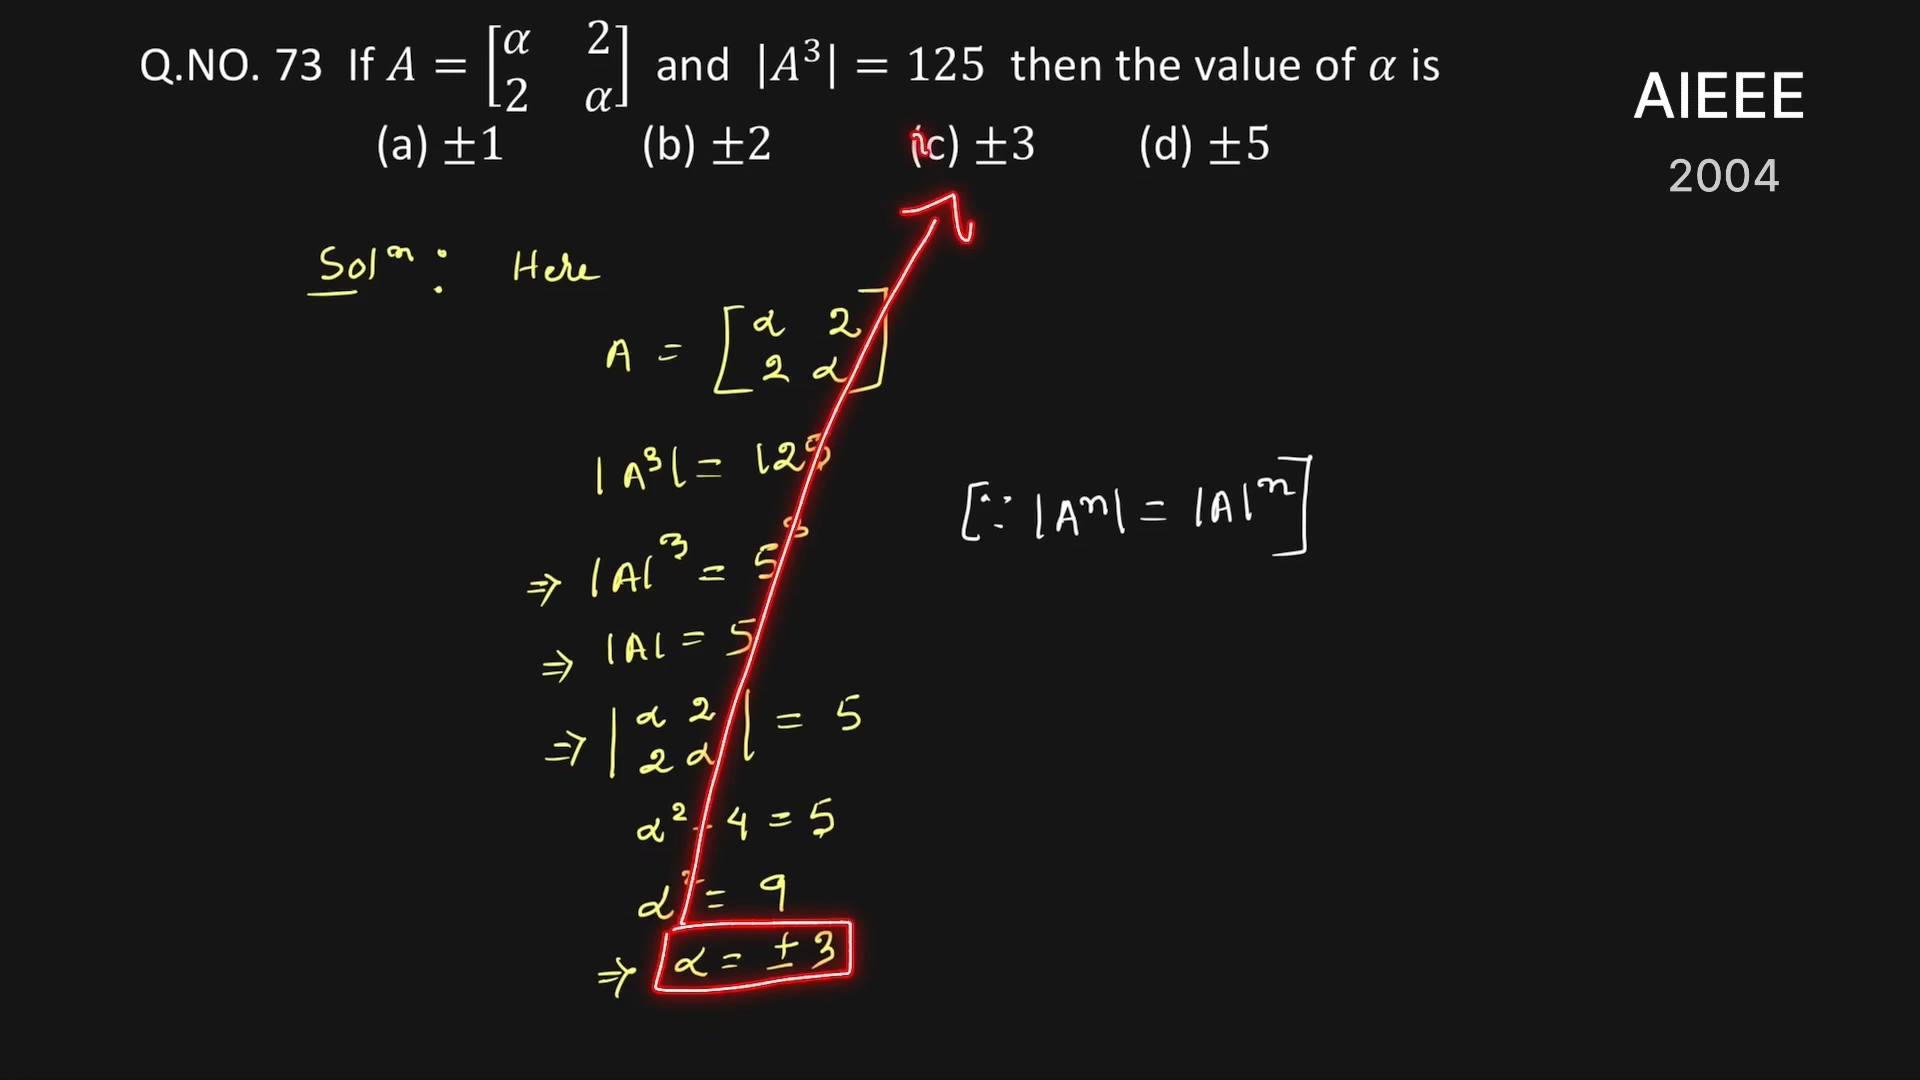 Q.NO. 73 If A = [α 2
2 α] and |A³| = 125 then the value of α is
(a) ±1 (b) ±2 (c) ±3 (d) ±5
AIEEE
2004
Solⁿ: Here
A = [α 2
2 α]
|A³| = 125
⇒ |A|³ = 5³
[∵ |Aⁿ| = |A|ⁿ]
⇒ |A| = 5
⇒ |α 2
2 α| = 5
α² - 4 = 5
α² = 9
⇒ α = ±3